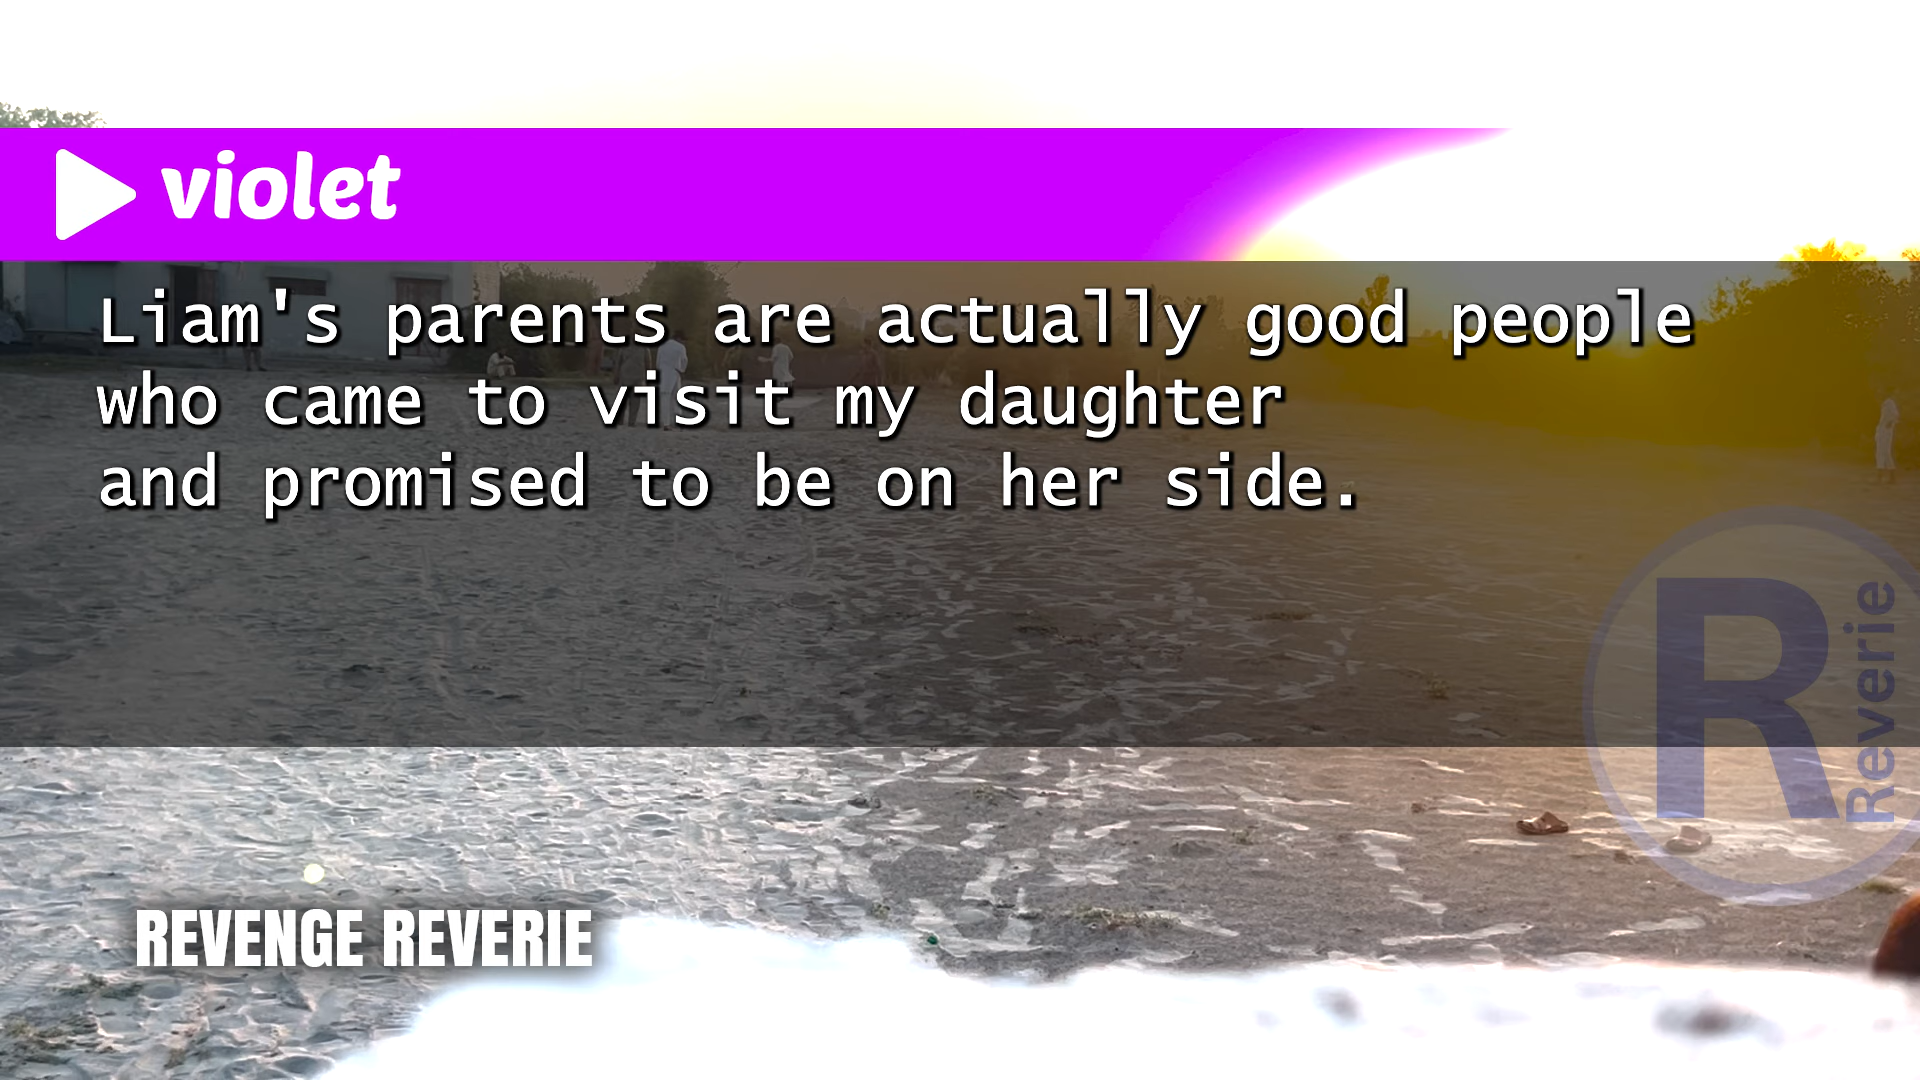 violet
Liam's parents are actually good people
who came to visit my daughter
and promised to be on her side.
R
Reverie
REVENGE REVERIE